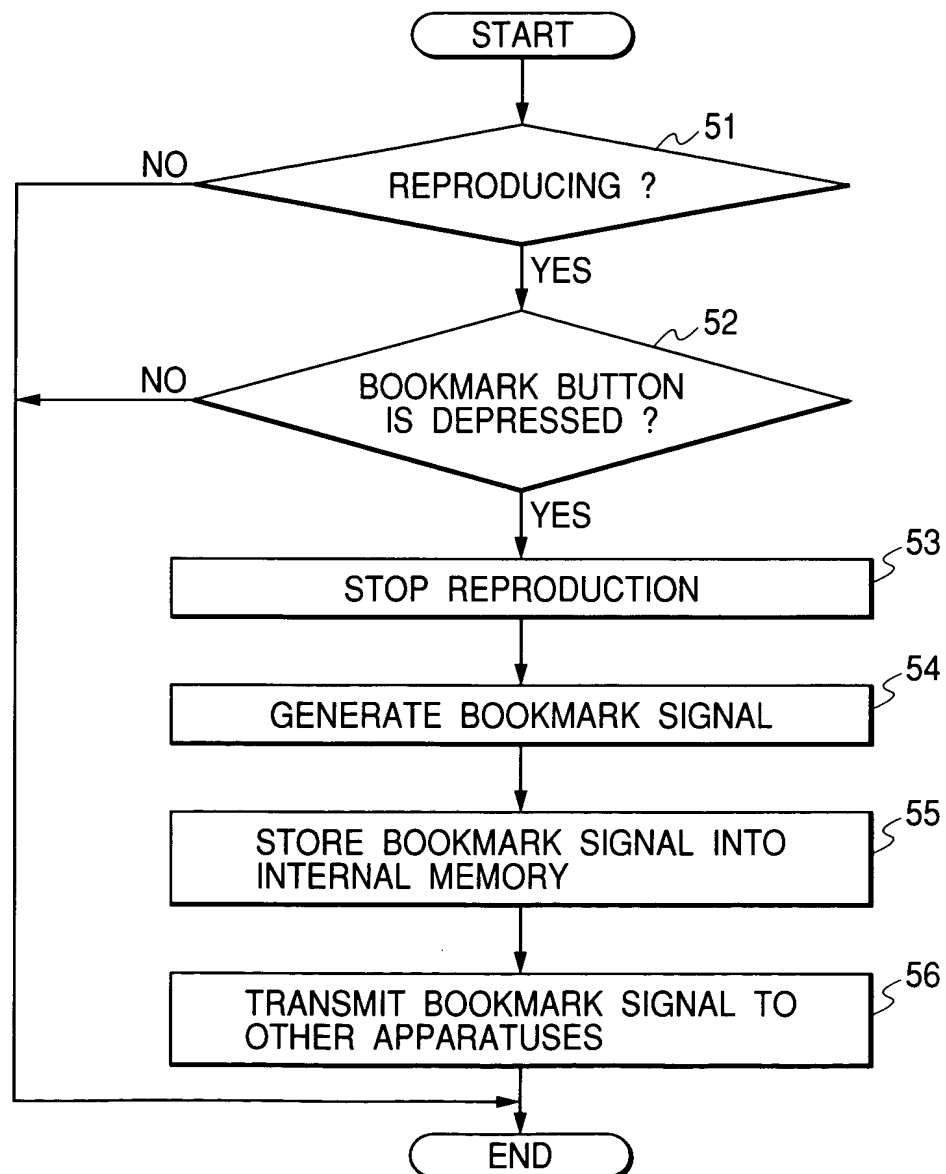 START
51
NO
REPRODUCING ?
YES
52
NO
BOOKMARK BUTTON
IS DEPRESSED ?
YES
53
STOP REPRODUCTION
54
GENERATE BOOKMARK SIGNAL
55
STORE BOOKMARK SIGNAL INTO
INTERNAL MEMORY
56
TRANSMIT BOOKMARK SIGNAL TO
OTHER APPARATUSES
END